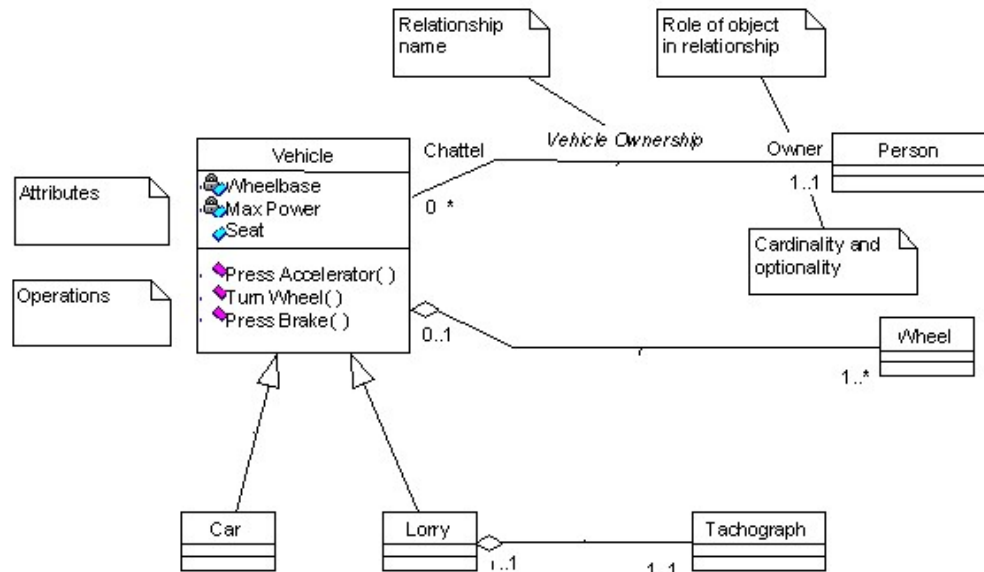 Relationship
name
Role of object
in relationship
Vehicle Ownership
Chattel
Owner
Person
Vehicle
Attributes
Wheelbase
Max Power
Seat
0 *
1..1
Cardinality and
optionality
Operations
Press Accelerator( )
Turn Wheel( )
Press Brake( )
0..1
Wheel
1..*
Car
Lorry
Tachograph
1..1